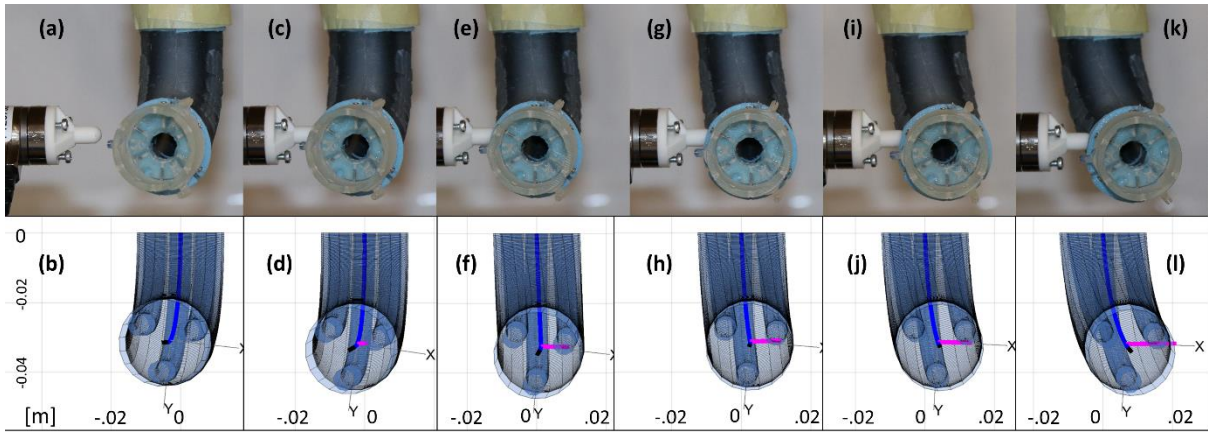 (a) (c) (e) (g) (i) (k)
0
(b) (d) (f) (h) (j) (l)
-0.02
X X X X X X
-0.04
Y Y Y Y Y Y
[m] -.02 0 -.02 0 .02 0 .02 -.02 0 .02 -.02 0 .02 0 .02